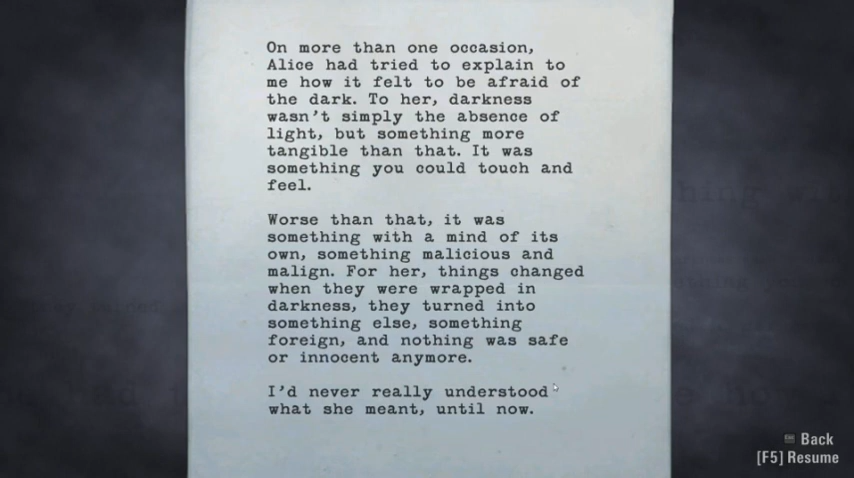 On more than one occasion,
Alice had tried to explain to
me how it felt to be afraid of
the dark. To her, darkness
wasn't simply the absence of
light, but something more
tangible than that. It was
something you could touch and
feel.
Worse than that, it was
something with a mind of its
own, something malicious and
malign. For her, things changed
when they were wrapped in
darkness, they turned into
something else, something
foreign, and nothing was safe
or innocent anymore.
I'd never really understood
what she meant, until now.
Back
[F5] Resume